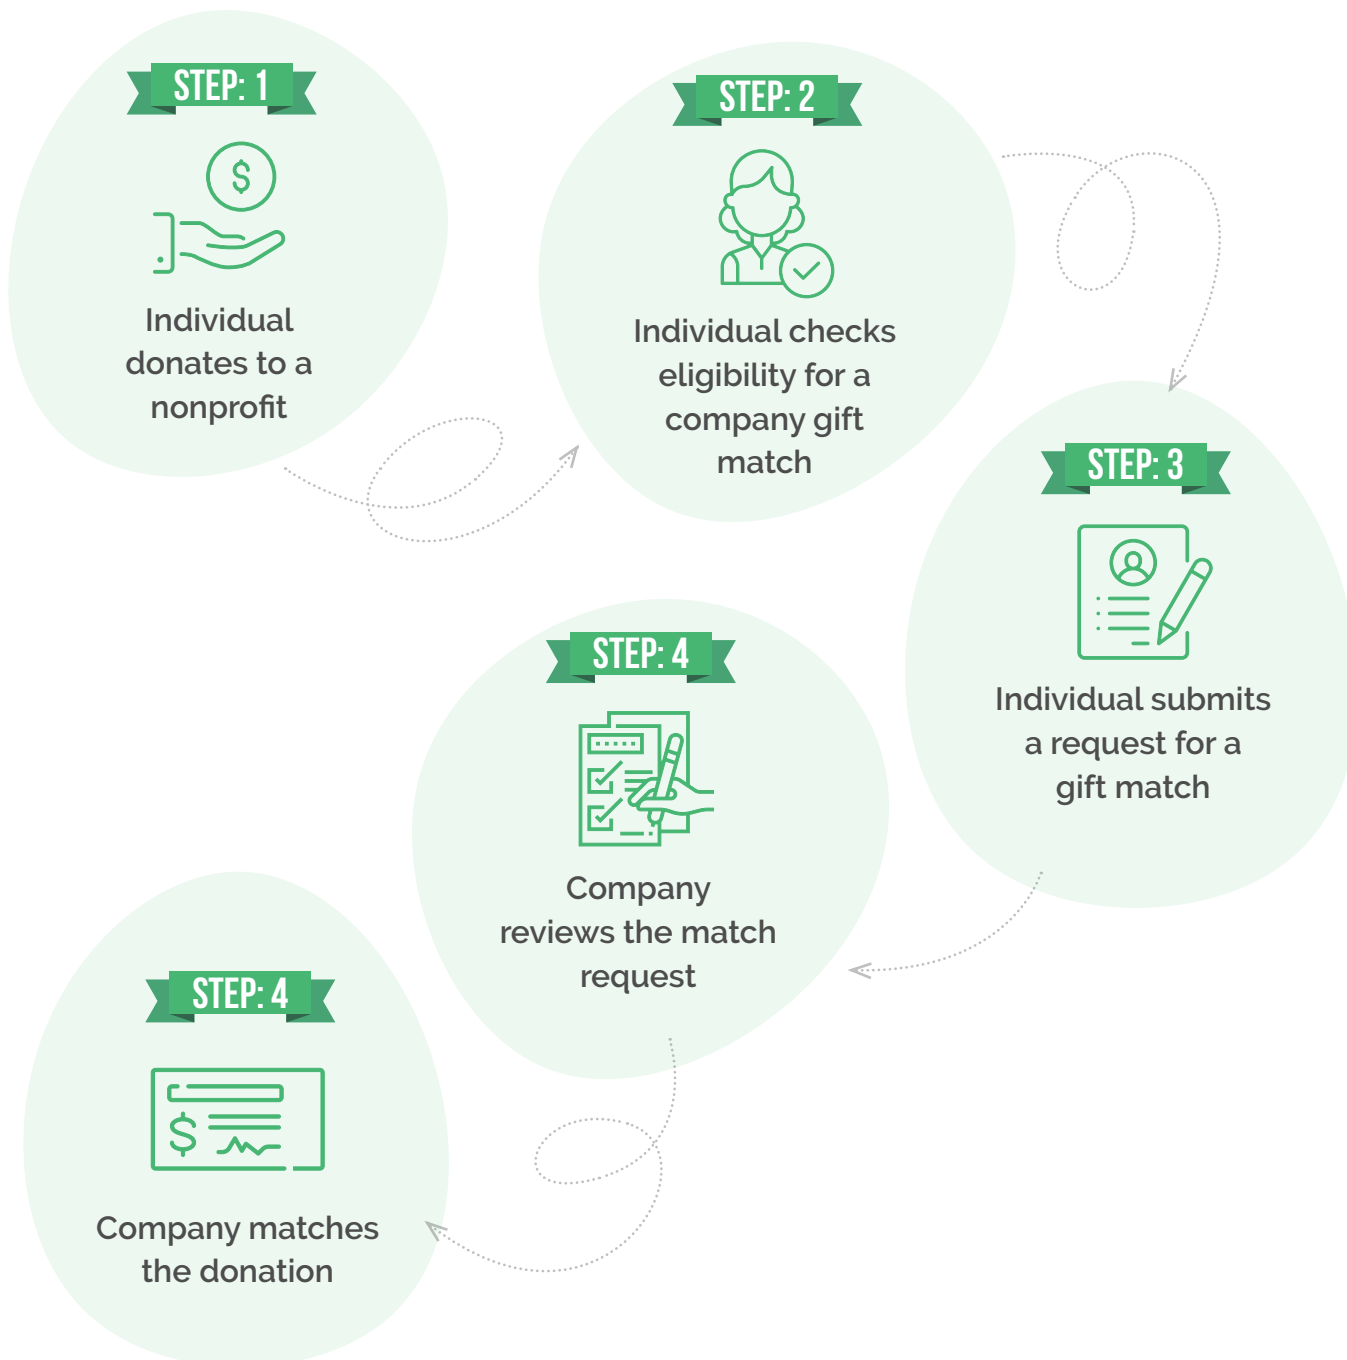 STEP: 1
Individual
donates to a
nonprofit
STEP: 2
Individual checks
eligibility for a
company gift
match
STEP: 3
Individual submits
a request for a
gift match
STEP: 4
Company
reviews the match
request
STEP: 4
Company matches
the donation